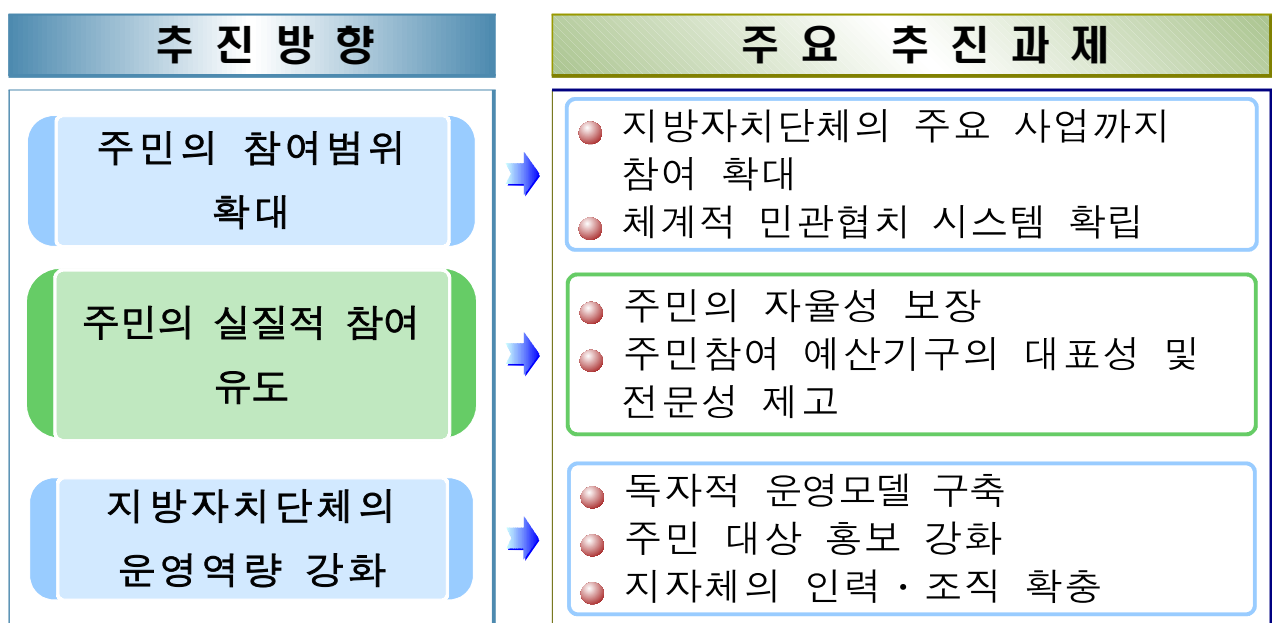 추진방향
주요 추진과제
주민의 참여범위
확대
지방자치단체의 주요 사업까지
참여 확대
체계적 민관협치 시스템 확립
주민의 실질적 참여
유도
주민의 자율성 보장
주민참여 예산기구의 대표성 및
전문성 제고
지방자치단체의
운영역량 강화
독자적 운영모델 구축
주민 대상 홍보 강화
지자체의 인력·조직 확충